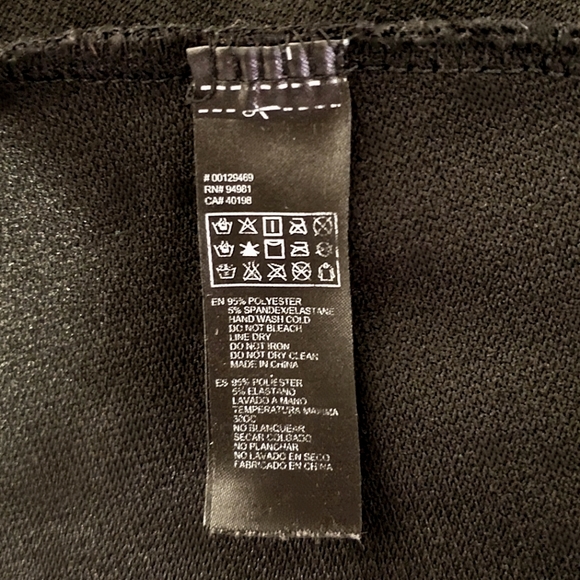 # 00129469
RN# 94981
CA# 40198
EN 95% POLYESTER
5% SPANDEX/ELASTANE
HAND WASH COLD
DO NOT BLEACH
LINE DRY
DO NOT IRON
DO NOT DRY CLEAN
MADE IN CHINA
ES 95% POLIESTER
5% ELASTANO
LAVADO A MANO
TEMPERATURA MAXIMA
30OC
NO BLANQUEAR
SECAR COLGADO
NO PLANCHAR
NO LAVADO EN SECO
FABRICADO EN CHINA